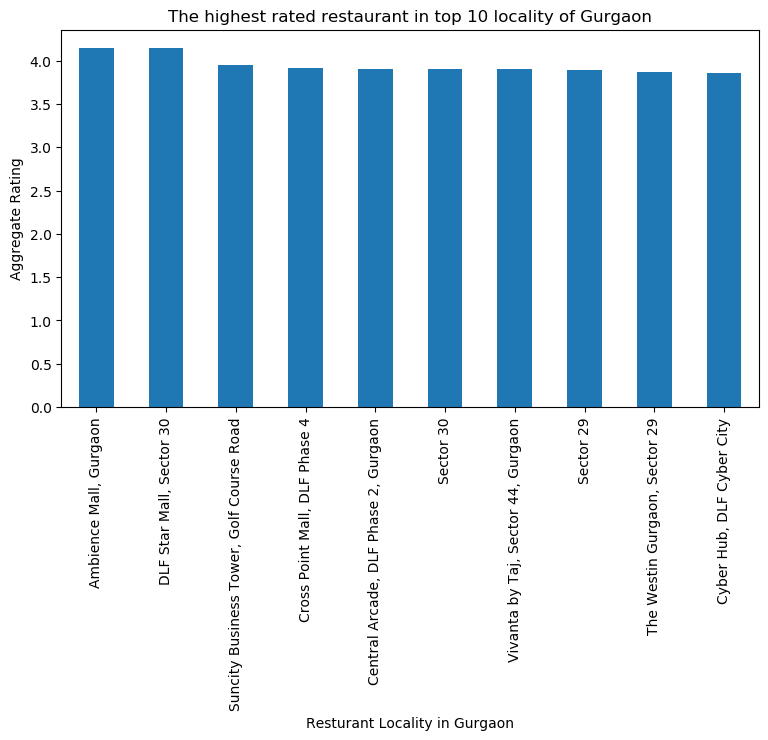 The highest rated restaurant in top 10 locality of Gurgaon
Aggregate Rating
4.0
3.5
3.0
2.5
2.0
1.5
1.0
0.5
0.0
Ambience Mall, Gurgaon
DLF Star Mall, Sector 30
Suncity Business Tower, Golf Course Road
Cross Point Mall, DLF Phase 4
Central Arcade, DLF Phase 2, Gurgaon
Sector 30
Vivanta by Taj, Sector 44, Gurgaon
Sector 29
The Westin Gurgaon, Sector 29
Cyber Hub, DLF Cyber City
Resturant Locality in Gurgaon